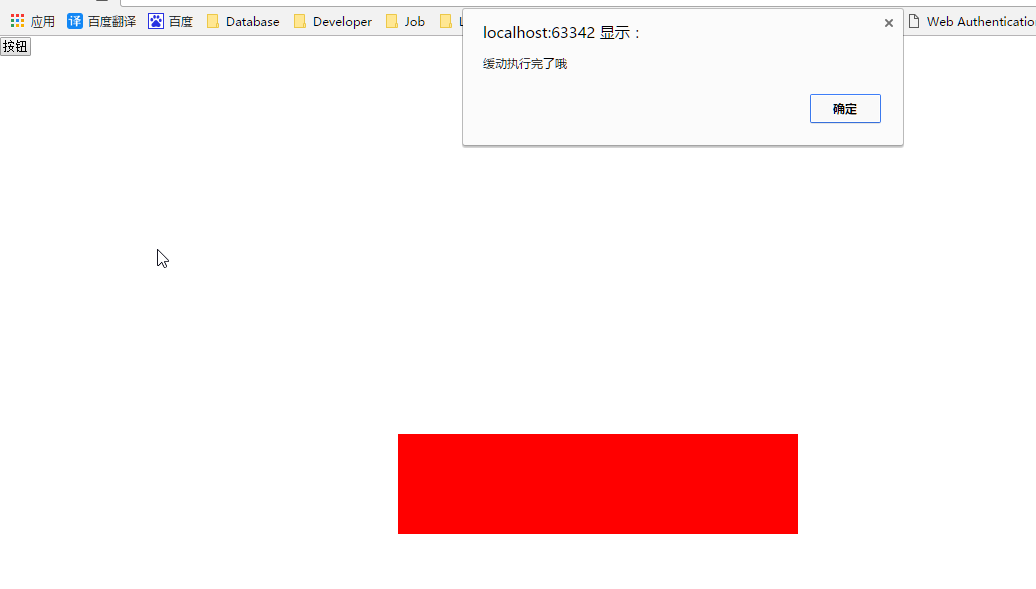 应用 译 百度翻译 百度 Database Developer Job L Web Authentication
按钮
localhost:63342 显示：
缓动执行完了哦
确定